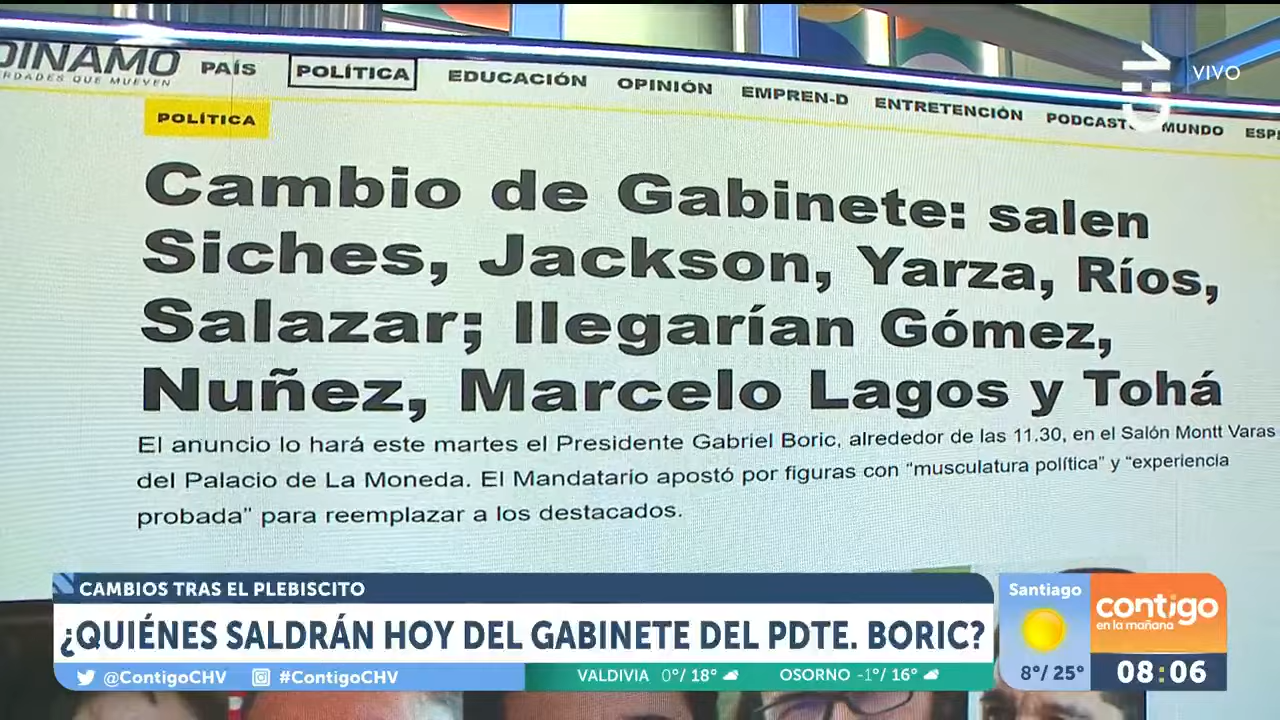 DINAMO
RDADES QUE MUEVEN
PAÍS POLÍTICA EDUCACIÓN OPINIÓN EMPREN-D ENTRETENCIÓN PODCAST MUNDO ESP
VIVO
POLÍTICA
Cambio de Gabinete: salen
Siches, Jackson, Yarza, Ríos,
Salazar; llegarían Gómez,
Nuñez, Marcelo Lagos y Tohá
El anuncio lo hará este martes el Presidente Gabriel Boric, alrededor de las 11.30, en el Salón Montt Varas
del Palacio de La Moneda. El Mandatario apostó por figuras con “musculatura política” y “experiencia
probada” para reemplazar a los destacados.
CAMBIOS TRAS EL PLEBISCITO
¿QUIÉNES SALDRÁN HOY DEL GABINETE DEL PDTE. BORIC?
@ContigoCHV #ContigoCHV VALDIVIA 0°/ 18° OSORNO -1°/ 16°
Santiago
8°/ 25°
contigo
en la mañana
08:06